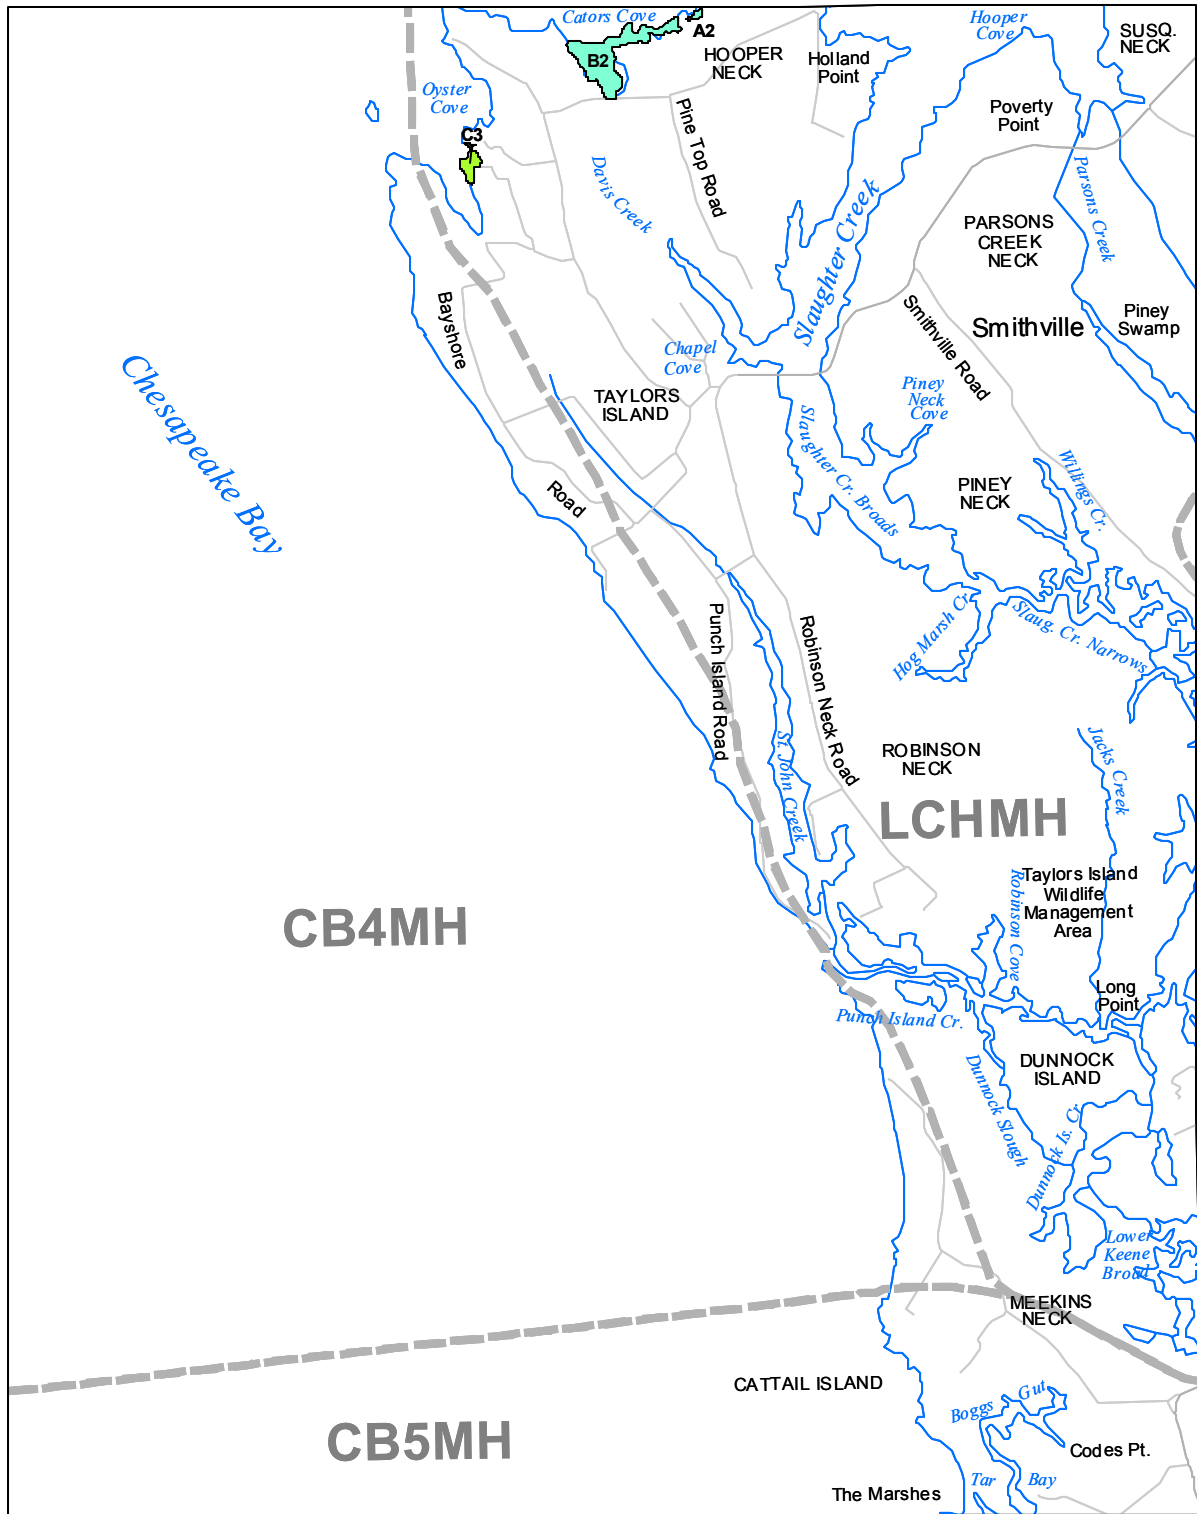 Cators Cove
A2
Hooper
Cove
SUSQ.
NECK
B2
HOOPER
NECK
Holland
Point
Oyster
Cove
Poverty
Point
C3
Pine Top Road
Davis Creek
Parsons Creek
Slaughter Creek
PARSONS
CREEK
NECK
Bayshore
Smithville Road
Smithville
Piney
Swamp
Chesapeake Bay
Chapel
Cove
Piney
Neck
Cove
TAYLORS
ISLAND
Slaughter Cr. Broads
Willings Cr.
PINEY
NECK
Road
Hog Marsh Cr.
Slaug. Cr. Narrows
Punch Island Road
Robinson Neck Road
St. John Creek
Jacks Creek
ROBINSON
NECK
LCHMH
Robinson Cove
Taylors Island
Wildlife
Management
Area
CB4MH
Long
Point
Punch Island Cr.
Dunnock Slough
DUNNOCK
ISLAND
Dunnock Is. Cr
Lower
Keene
Broad
MEEKINS
NECK
CATTAIL ISLAND
Boggs Gut
CB5MH
Codes Pt.
Tar Bay
The Marshes